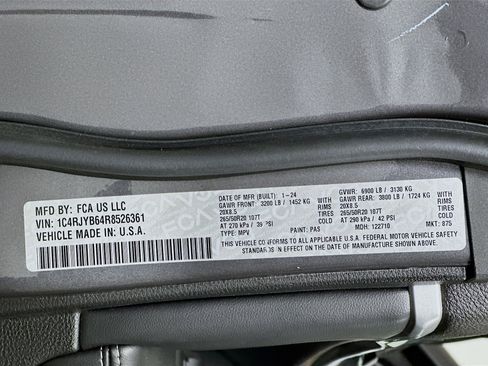 MFD BY: FCA US LLC
VIN: 1C4RJYB64R8526361
VEHICLE MADE IN: U.S.A.
DATE OF MFR (BUILT): 1-24 GVWR: 6900 LB / 3130 KG
GAWR FRONT: 3200 LB / 1452 KG WITH GAWR REAR: 3800 LB / 1724 KG WITH
20X8.5 RIMS 20X8.5 RIMS
265/50R20 107T TIRES 265/50R20 107T TIRES
AT 270 kPa / 39 PSI COLD AT 290 kPa / 42 PSI COLD
TYPE: MPV PAINT: PAS MDH: 122710 MKT: 875
THIS VEHICLE CONFORMS TO ALL APPLICABLE U.S.A. FEDERAL MOTOR VEHICLE SAFETY
STANDARDS IN EFFECT ON THE DATE OF MANUFACTURE SHOWN ABOVE.